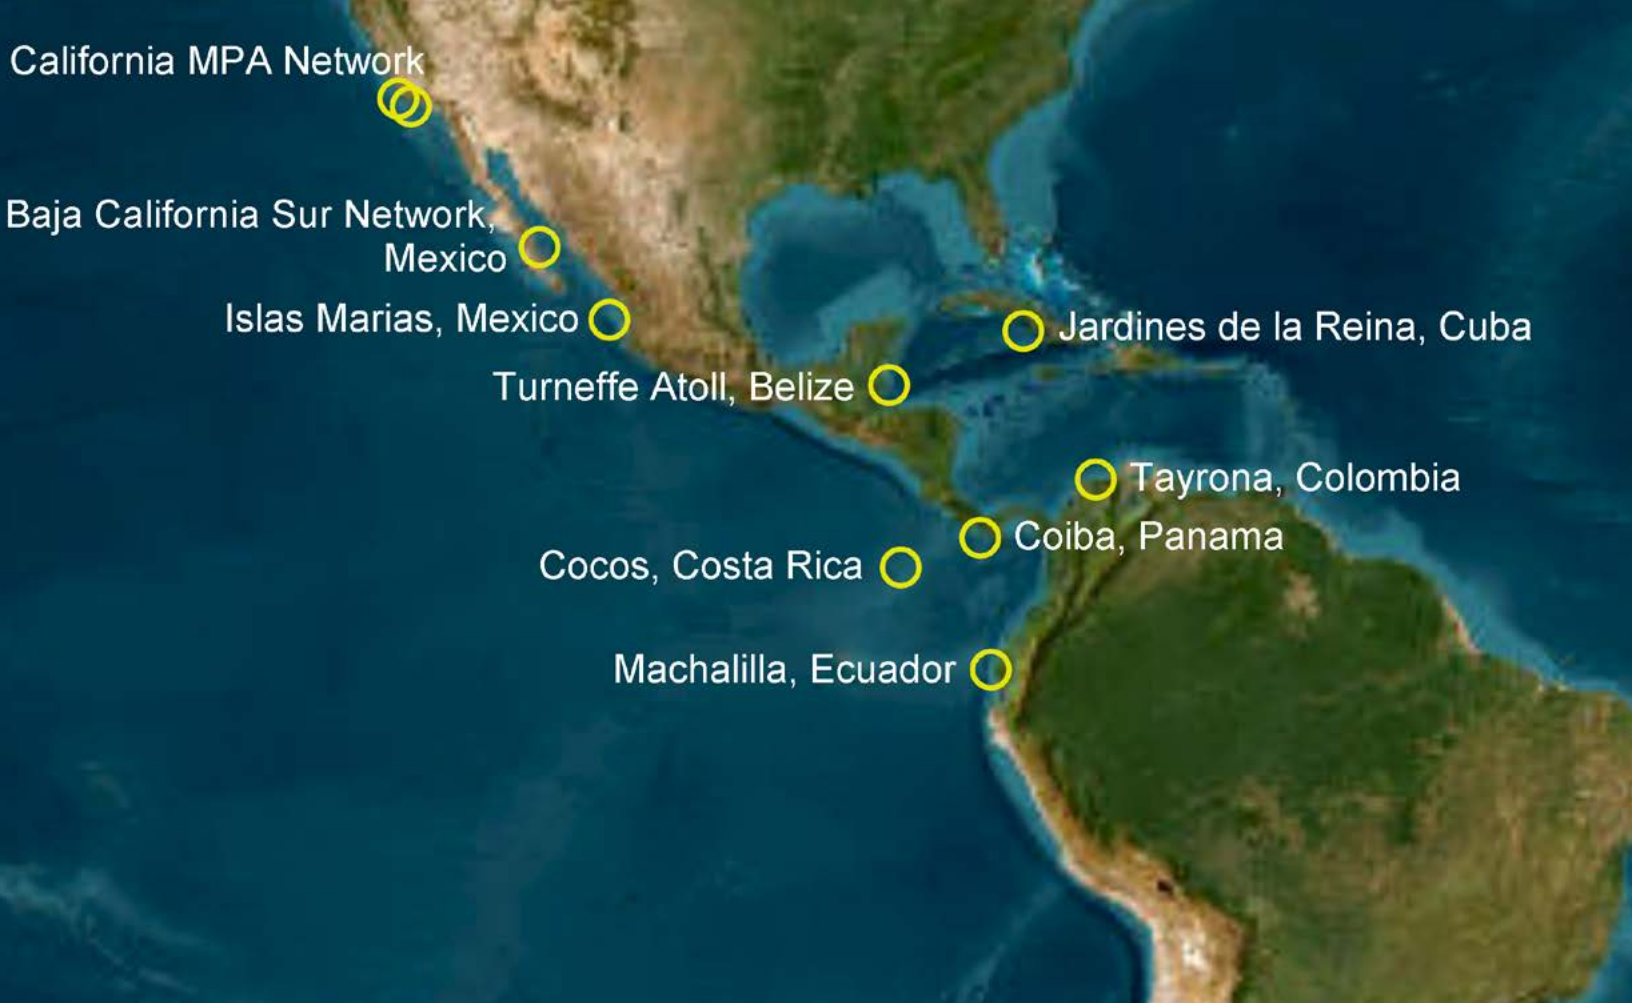 California MPA Network
Baja California Sur Network,
Mexico
Islas Marias, Mexico
Jardines de la Reina, Cuba
Turneffe Atoll, Belize
Tayrona, Colombia
Coiba, Panama
Cocos, Costa Rica
Machalilla, Ecuador